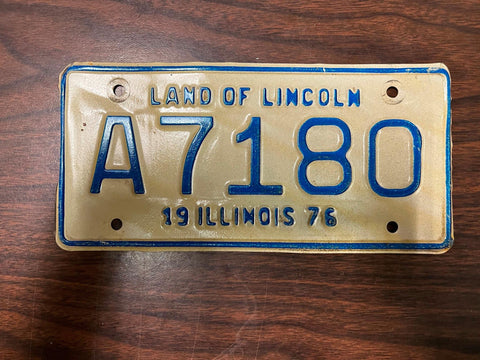 LAND OF LINCOLN
A7180
19 ILLINOIS 76